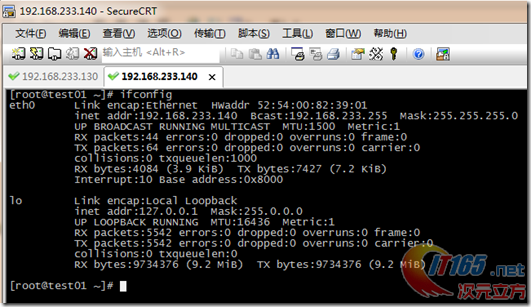 192.168.233.140 - SecureCRT
文件(F) 编辑(E) 查看(V) 选项(O) 传输(T) 脚本(S) 工具(L) 窗口(W) 帮助(H)
输入主机 <Alt+R>
192.168.233.130 192.168.233.140
[root@test01 ~]# ifconfig
eth0 Link encap:Ethernet HWaddr 52:54:00:82:39:01
inet addr:192.168.233.140 Bcast:192.168.233.255 Mask:255.255.255.0
UP BROADCAST RUNNING MULTICAST MTU:1500 Metric:1
RX packets:44 errors:0 dropped:0 overruns:0 frame:0
TX packets:64 errors:0 dropped:0 overruns:0 carrier:0
collisions:0 txqueuelen:1000
RX bytes:4084 (3.9 KiB) TX bytes:7427 (7.2 KiB)
Interrupt:10 Base address:0x8000
lo Link encap:Local Loopback
inet addr:127.0.0.1 Mask:255.0.0.0
UP LOOPBACK RUNNING MTU:16436 Metric:1
RX packets:5542 errors:0 dropped:0 overruns:0 frame:0
TX packets:5542 errors:0 dropped:0 overruns:0 carrier:0
collisions:0 txqueuelen:0
RX bytes:9734376 (9.2 MiB) TX bytes:9734376 (9.2 MiB)
[root@test01 ~]#
IT165.net
次元立方